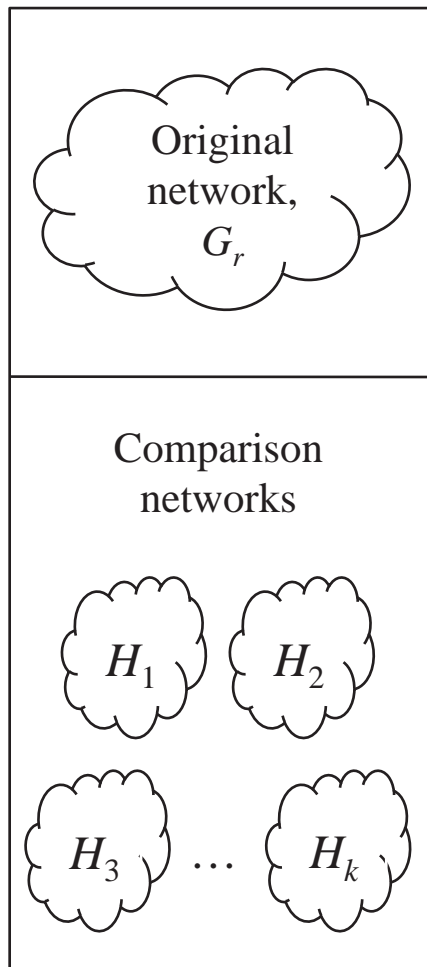 Original
network,
G_r
Comparison
networks
H_1 H_2
H_3 ... H_k